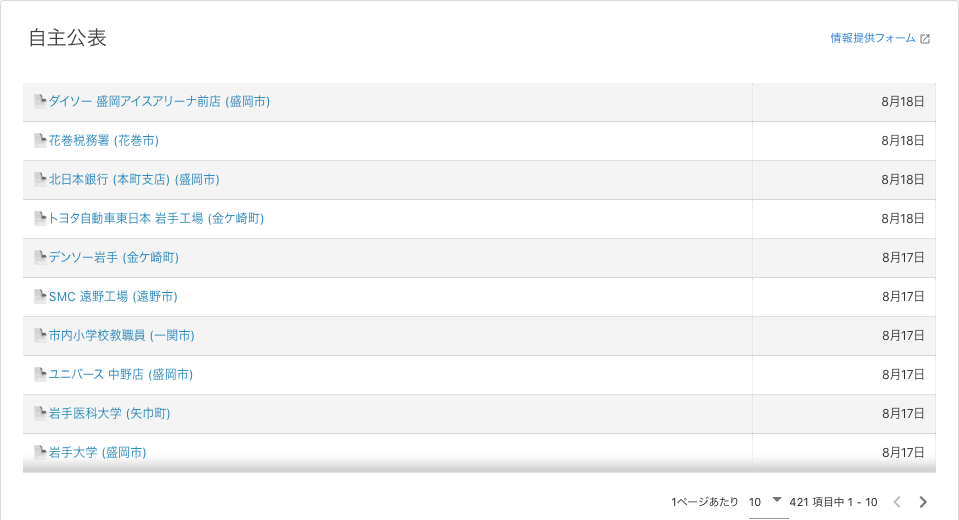 自主公表
情報提供フォーム
ダイソー 盛岡アイスアリーナ前店 (盛岡市) 8月18日
花巻税務署 (花巻市) 8月18日
北日本銀行 (本町支店) (盛岡市) 8月18日
トヨタ自動車東日本 岩手工場 (金ケ崎町) 8月18日
デンソー岩手 (金ケ崎町) 8月17日
SMC 遠野工場 (遠野市) 8月17日
市内小学校教職員 (一関市) 8月17日
ユニバース 中野店 (盛岡市) 8月17日
岩手医科大学 (矢巾町) 8月17日
岩手大学 (盛岡市) 8月17日
1ページあたり 10 421 項目中 1 - 10